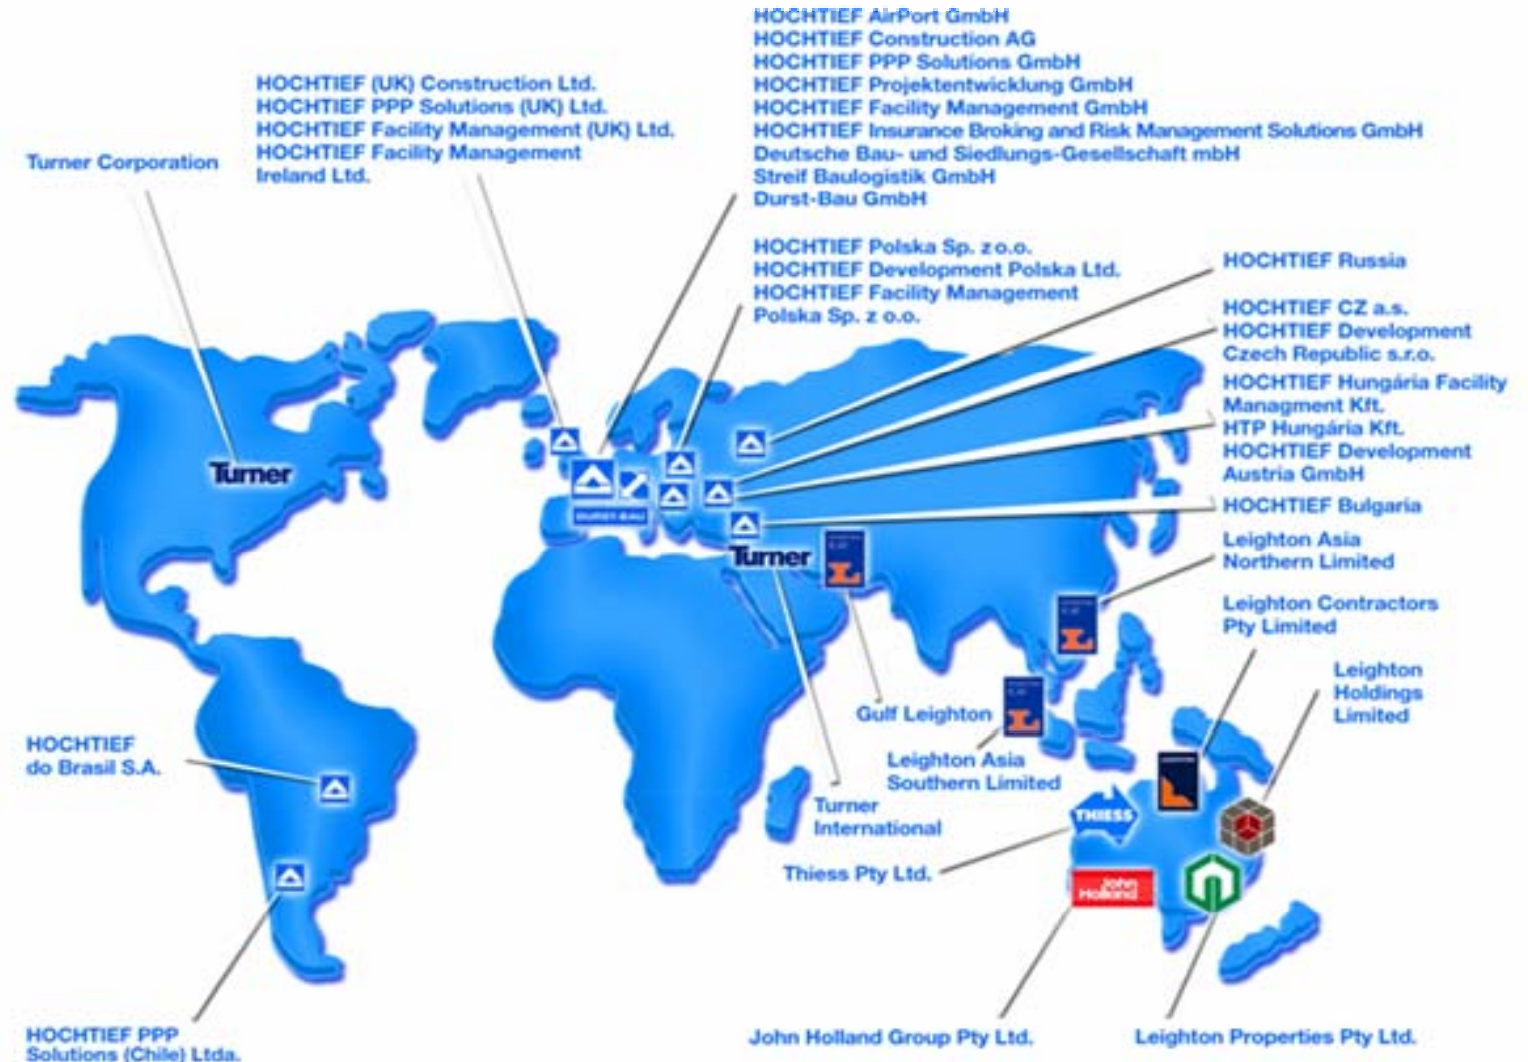 HOCHTIEF AirPort GmbH
HOCHTIEF Construction AG
HOCHTIEF PPP Solutions GmbH
HOCHTIEF Projektentwicklung GmbH
HOCHTIEF Facility Management GmbH
HOCHTIEF Insurance Broking and Risk Management Solutions GmbH
Deutsche Bau- und Siedlungs-Gesellschaft mbH
Streif Baulogistik GmbH
Durst-Bau GmbH
HOCHTIEF (UK) Construction Ltd.
HOCHTIEF PPP Solutions (UK) Ltd.
HOCHTIEF Facility Management (UK) Ltd.
HOCHTIEF Facility Management
Ireland Ltd.
Turner Corporation
HOCHTIEF Polska Sp. z o.o.
HOCHTIEF Development Polska Ltd.
HOCHTIEF Facility Management
Polska Sp. z o.o.
HOCHTIEF Russia
HOCHTIEF CZ a.s.
HOCHTIEF Development
Czech Republic s.r.o.
HOCHTIEF Hungária Facility
Managment Kft.
HTP Hungária Kft.
HOCHTIEF Development
Austria GmbH
HOCHTIEF Bulgaria
Leighton Asia
Northern Limited
Leighton Contractors
Pty Limited
Leighton
Holdings
Limited
Turner
DURST-BAU
Turner
Gulf Leighton
Leighton Asia
Southern Limited
Turner
International
HOCHTIEF
do Brasil S.A.
THIESS
Thiess Pty Ltd.
John
Holland
HOCHTIEF PPP
Solutions (Chile) Ltda.
John Holland Group Pty Ltd.
Leighton Properties Pty Ltd.